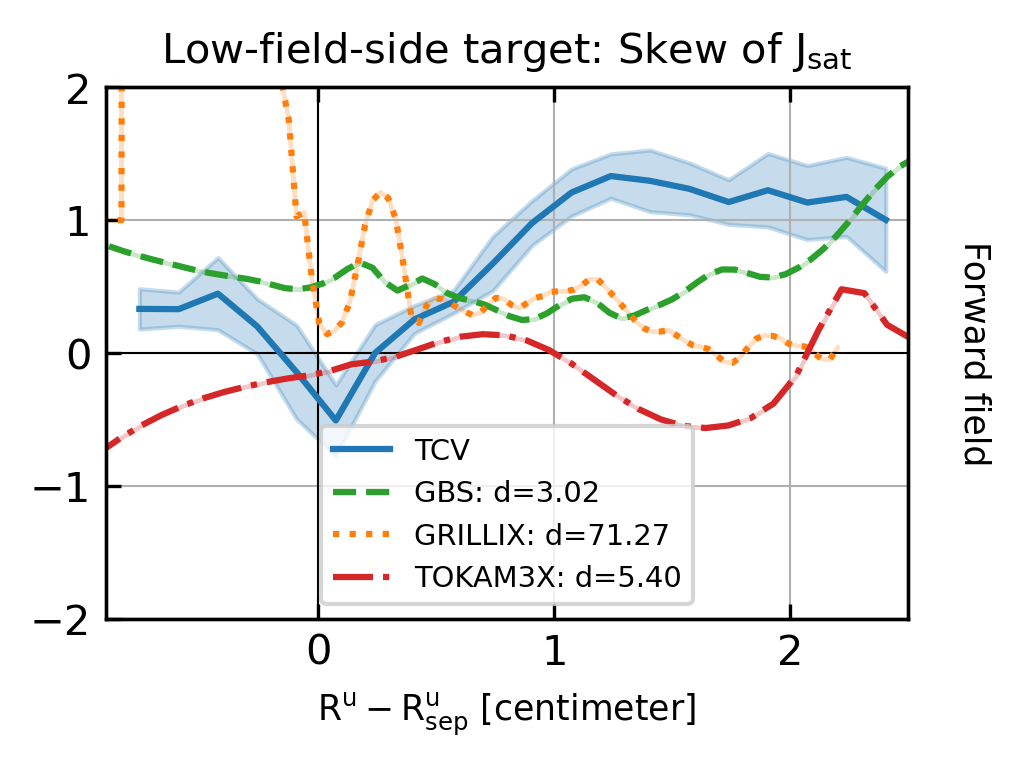 Low-field-side target: Skew of J_sat
2
1
0
−1
−2
0 1 2
R^u − R^u_sep [centimeter]
Forward field
TCV
GBS: d=3.02
GRILLIX: d=71.27
TOKAM3X: d=5.40